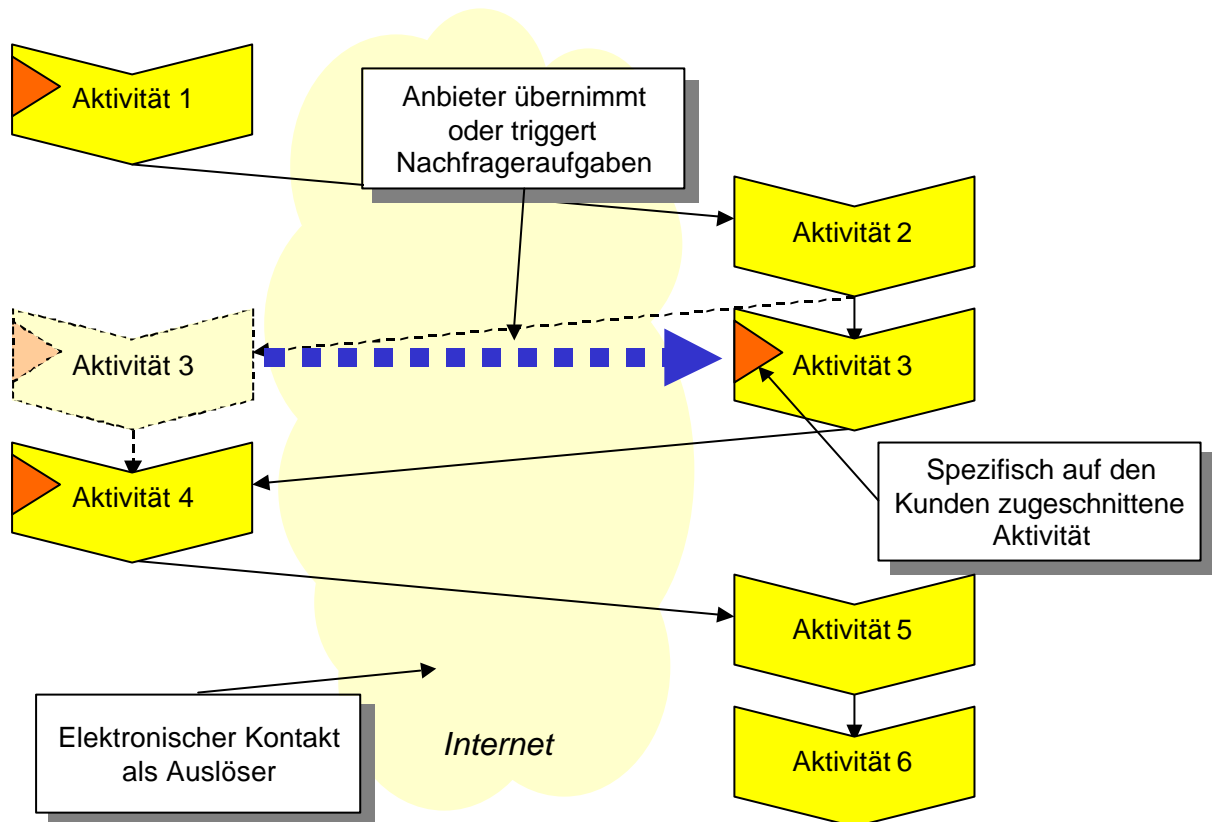 Aktivität 1
Anbieter übernimmt
oder triggert
Nachfrageraufgaben
Aktivität 2
Aktivität 3
Aktivität 3
Aktivität 4
Spezifisch auf den
Kunden zugeschnittene
Aktivität
Aktivität 5
Elektronischer Kontakt
als Auslöser
Internet
Aktivität 6